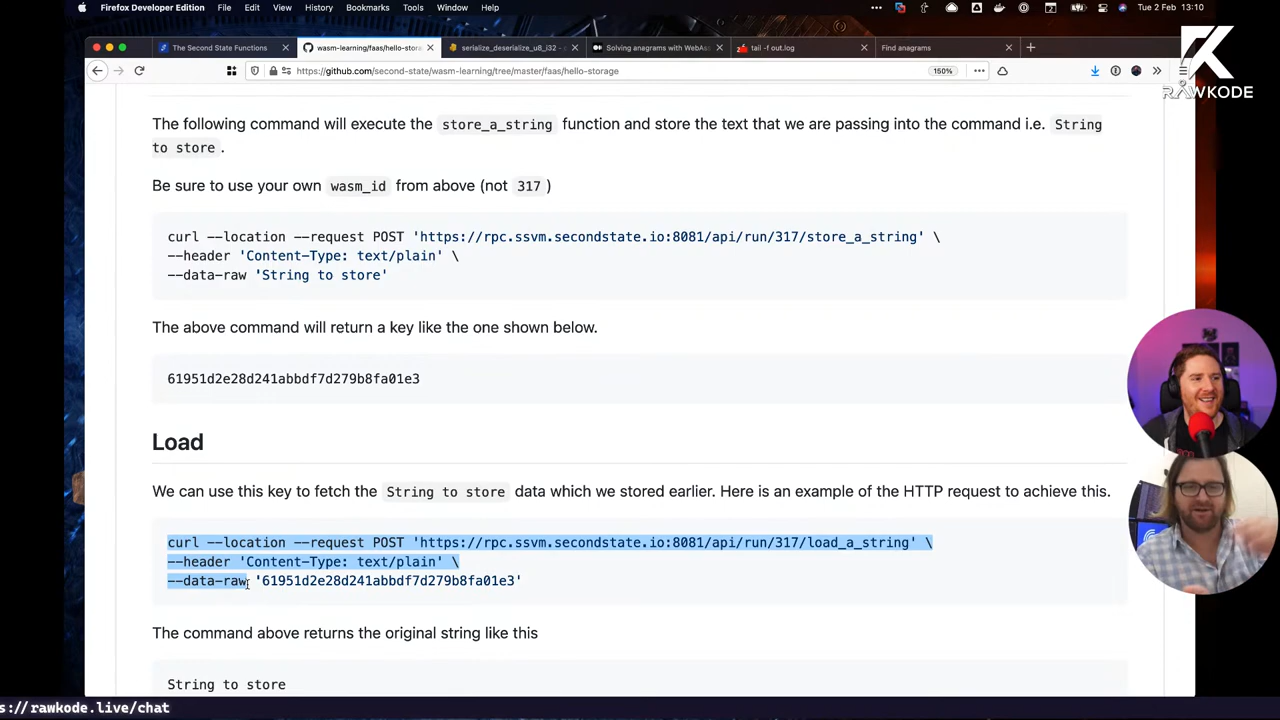 Firefox Developer Edition File Edit View History Bookmarks Tools Window Help
Tue 2 Feb 13:10
The Second State Functions
wasm-learning/faas/hello-stora
serialize_deserialize_u8_i32 - c
Solving anagrams with WebAss
tail -f out.log
Find anagrams
https://github.com/second-state/wasm-learning/tree/master/faas/hello-storage
150%
RAWKODE
The following command will execute the store_a_string function and store the text that we are passing into the command i.e. String
to store .
Be sure to use your own wasm_id from above (not 317 )
curl --location --request POST 'https://rpc.ssvm.secondstate.io:8081/api/run/317/store_a_string' \
--header 'Content-Type: text/plain' \
--data-raw 'String to store'
The above command will return a key like the one shown below.
61951d2e28d241abbdf7d279b8fa01e3
Load
We can use this key to fetch the String to store data which we stored earlier. Here is an example of the HTTP request to achieve this.
curl --location --request POST 'https://rpc.ssvm.secondstate.io:8081/api/run/317/load_a_string' \
--header 'Content-Type: text/plain' \
--data-raw '61951d2e28d241abbdf7d279b8fa01e3'
The command above returns the original string like this
String to store
s://rawkode.live/chat